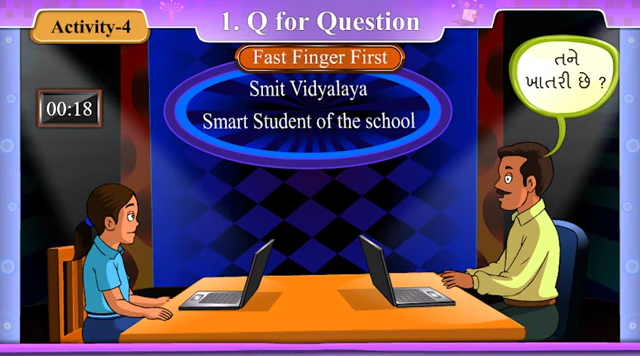 Activity-4
1. Q for Question
Fast Finger First
Smit Vidyalaya
Smart Student of the school
00:18
તને
ખાતરી છે ?